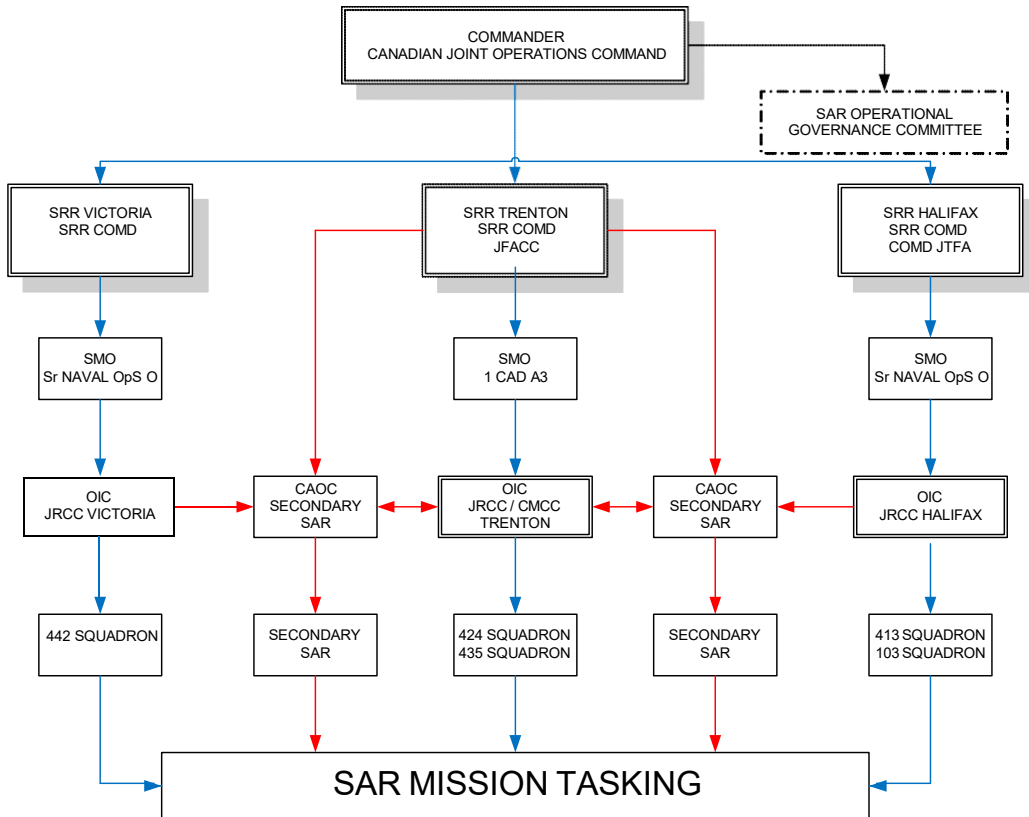 COMMANDER
CANADIAN JOINT OPERATIONS COMMAND
SAR OPERATIONAL
GOVERNANCE COMMITTEE
SRR VICTORIA
SRR COMD
SRR TRENTON
SRR COMD
JFACC
SRR HALIFAX
SRR COMD
COMD JTFA
SMO
Sr NAVAL OpS O
SMO
1 CAD A3
SMO
Sr NAVAL OpS O
OIC
JRCC VICTORIA
CAOC
SECONDARY
SAR
OIC
JRCC / CMCC
TRENTON
CAOC
SECONDARY
SAR
OIC
JRCC HALIFAX
442 SQUADRON
SECONDARY
SAR
424 SQUADRON
435 SQUADRON
SECONDARY
SAR
413 SQUADRON
103 SQUADRON
SAR MISSION TASKING